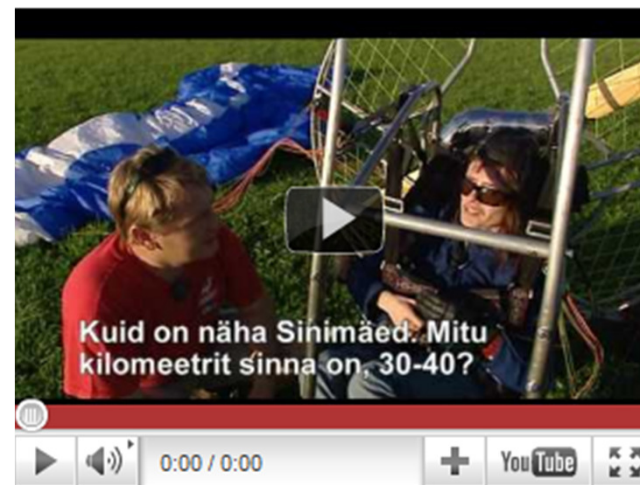 Kuid on näha Sinimäed. Mitu
kilomeetrit sinna on, 30-40?
0:00 / 0:00
YouTube